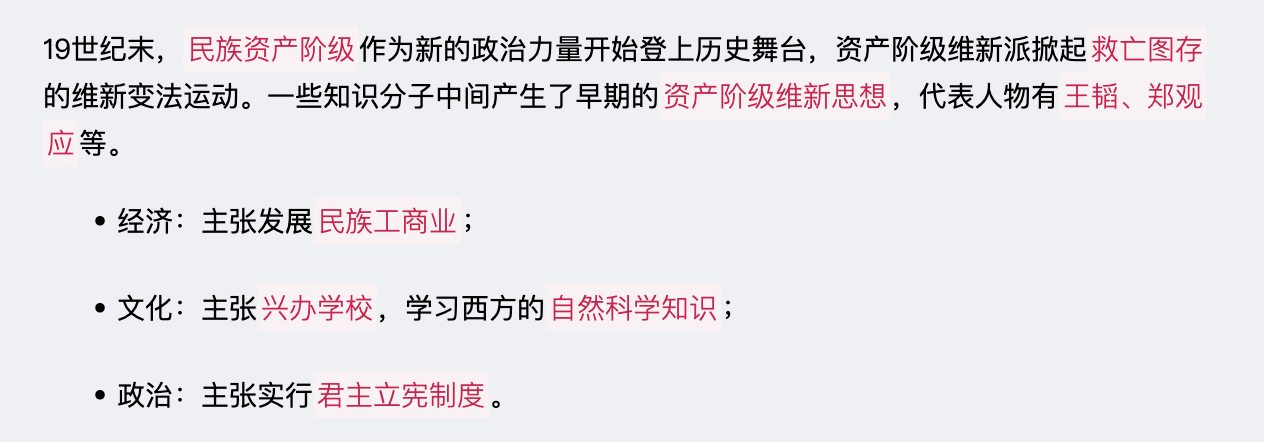 19世纪末，民族资产阶级作为新的政治力量开始登上历史舞台，资产阶级维新派掀起救亡图存
的维新变法运动。一些知识分子中间产生了早期的资产阶级维新思想，代表人物有王韬、郑观
应等。
• 经济：主张发展民族工商业；
• 文化：主张兴办学校，学习西方的自然科学知识；
• 政治：主张实行君主立宪制度。